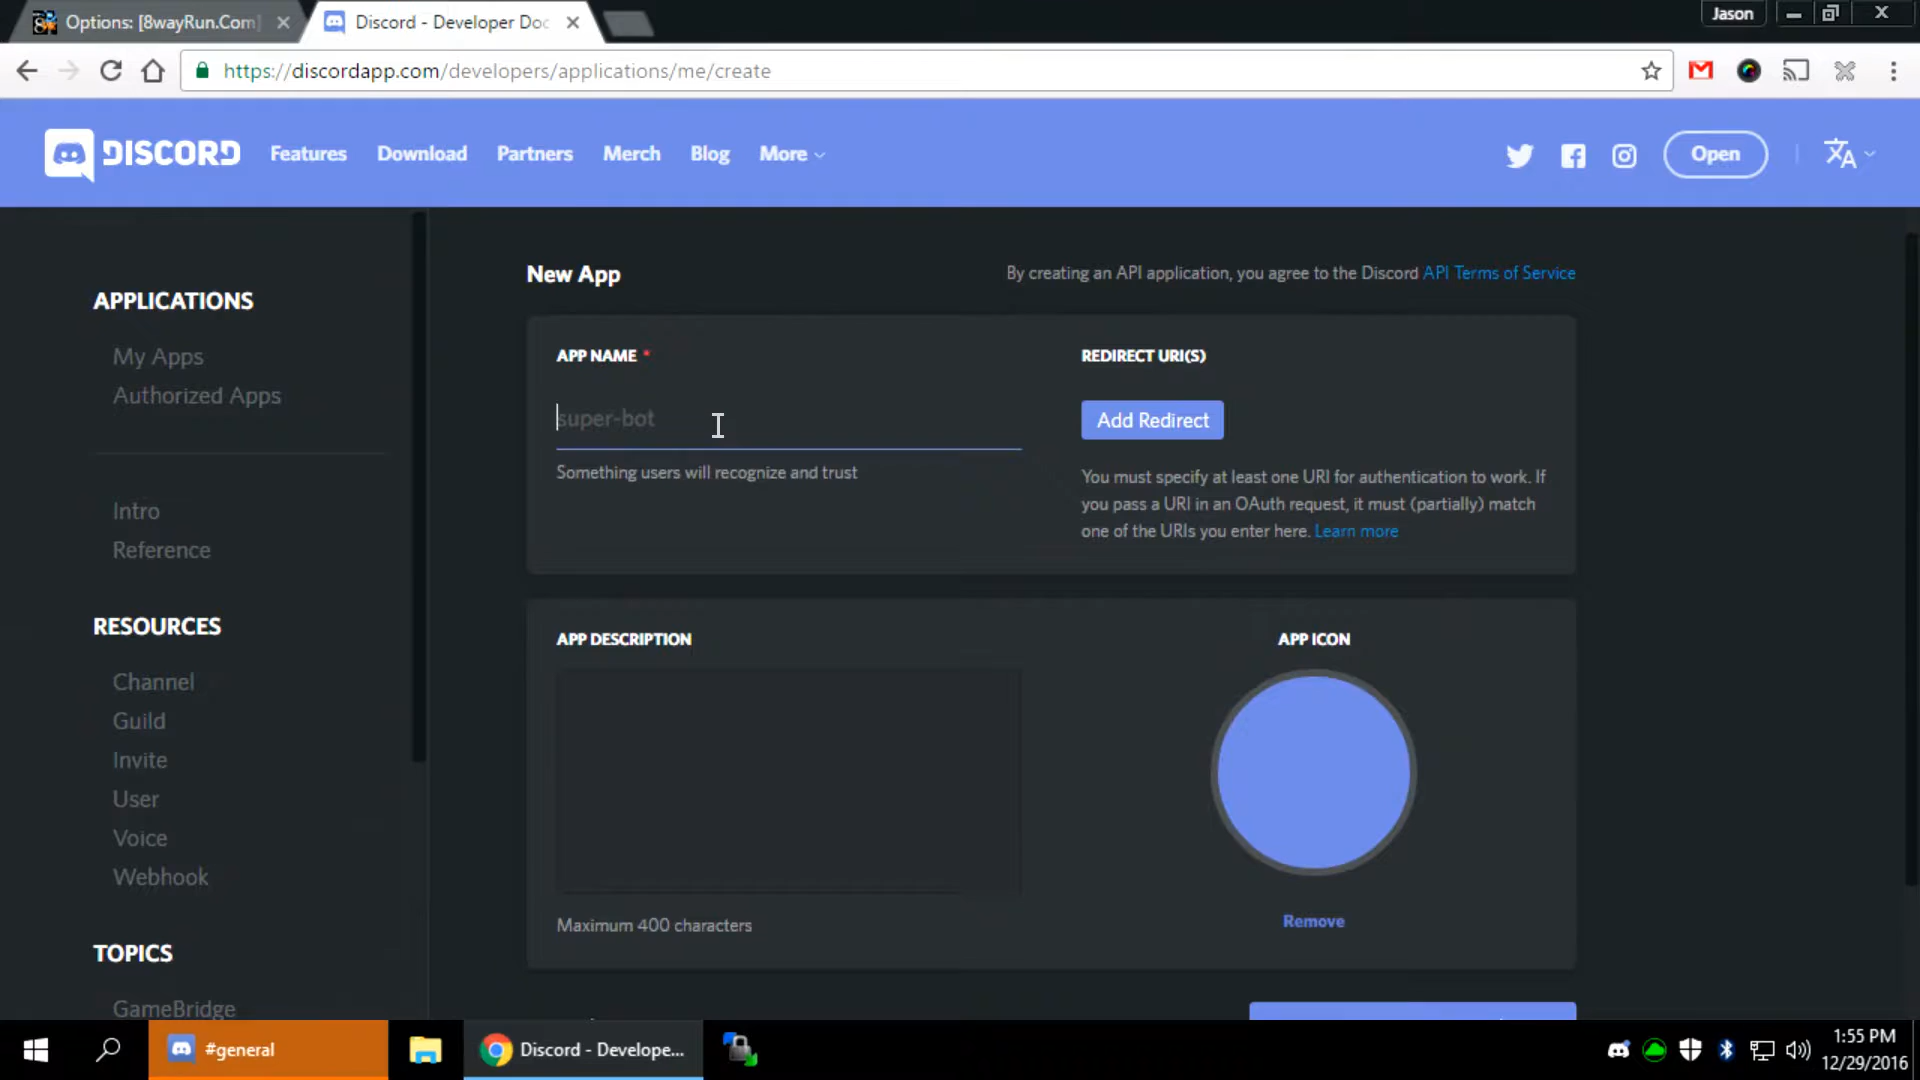 Options: [8wayRun.Com]
Discord - Developer Doc
Jason
https://discordapp.com/developers/applications/me/create
DISCORD
Features
Download
Partners
Merch
Blog
More
Open
APPLICATIONS
My Apps
Authorized Apps
Intro
Reference
RESOURCES
Channel
Guild
Invite
User
Voice
Webhook
TOPICS
GameBridge
New App
By creating an API application, you agree to the Discord API Terms of Service
APP NAME *
super-bot
Something users will recognize and trust
REDIRECT URI(S)
Add Redirect
You must specify at least one URI for authentication to work. If
you pass a URI in an OAuth request, it must (partially) match
one of the URIs you enter here. Learn more
APP DESCRIPTION
Maximum 400 characters
APP ICON
Remove
#general
Discord - Develope...
1:55 PM
12/29/2016